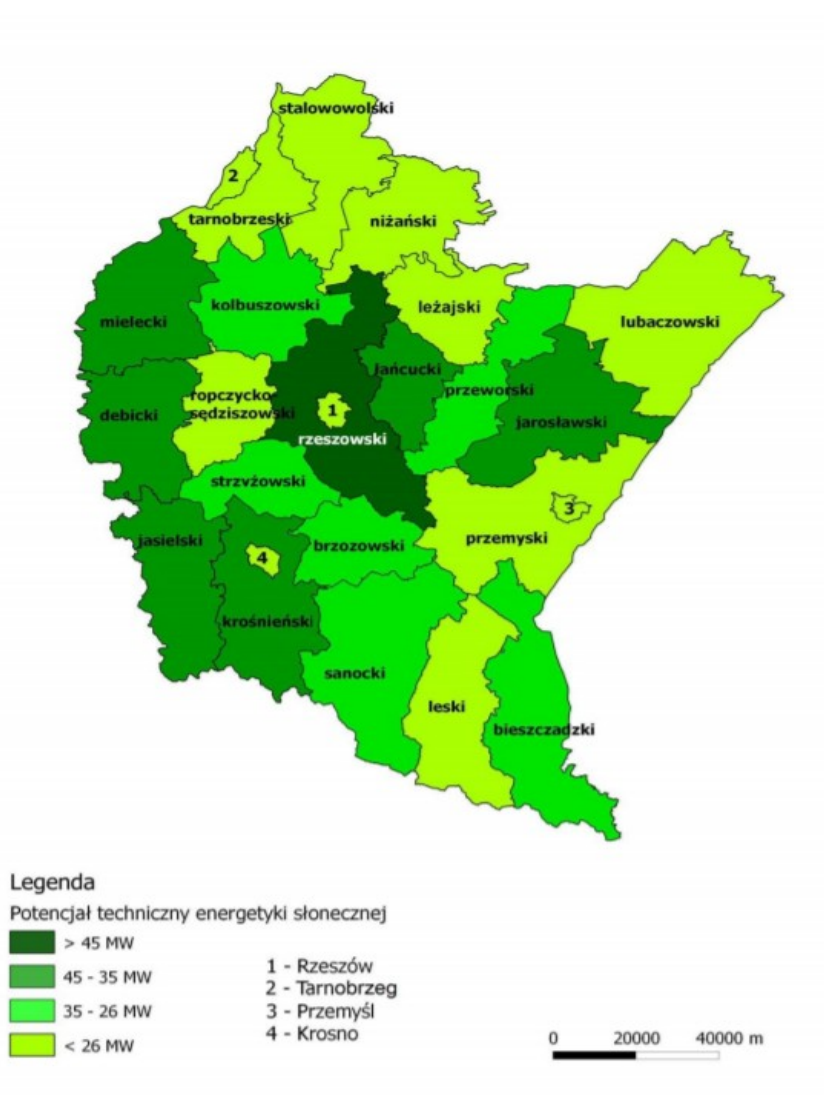 stalowowolski
2
tarnobrzeski
niżański
kolbuszowski
leżajski
mielecki
lubaczowski
łańcucki
ropczycko-
sędziszowski
przeworski
debicki
1
jarosławski
rzeszowski
strzyżowski
3
jasielski
brzozowski
przemyski
4
krośnieński
sanocki
leski
bieszczadzki
Legenda
Potencjał techniczny energetyki słonecznej
> 45 MW
45 - 35 MW
35 - 26 MW
< 26 MW
1 - Rzeszów
2 - Tarnobrzeg
3 - Przemyśl
4 - Krosno
0 20000 40000 m